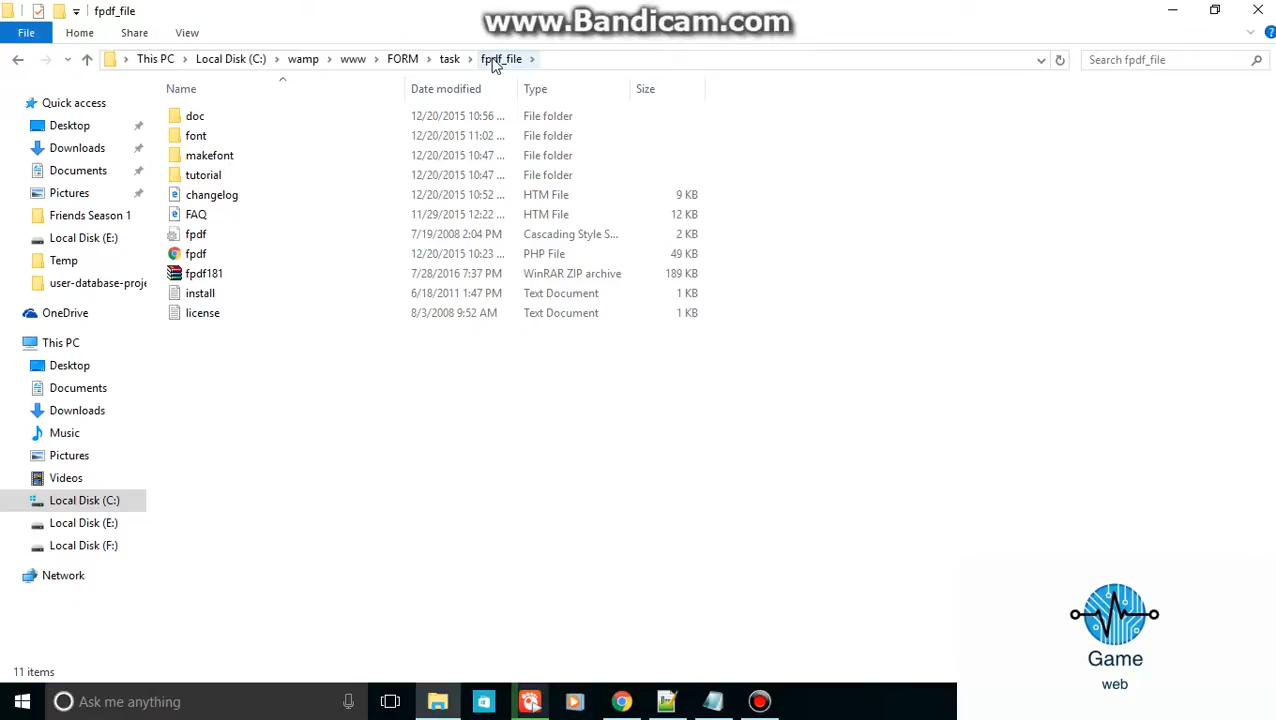 fpdf_file
www.Bandicam.com
File Home Share View
This PC Local Disk (C:) wamp www FORM task fpdf_file
Search fpdf_file
Name Date modified Type Size
doc 12/20/2015 10:56 ... File folder
font 12/20/2015 11:02 ... File folder
makefont 12/20/2015 10:47 ... File folder
tutorial 12/20/2015 10:47 ... File folder
changelog 12/20/2015 10:52 ... HTM File 9 KB
FAQ 11/29/2015 12:22 ... HTM File 12 KB
fpdf 7/19/2008 2:04 PM Cascading Style S... 2 KB
fpdf 12/20/2015 10:23 ... PHP File 49 KB
fpdf181 7/28/2016 7:37 PM WinRAR ZIP archive 189 KB
install 6/18/2011 1:47 PM Text Document 1 KB
license 8/3/2008 9:52 AM Text Document 1 KB
Quick access
Desktop
Downloads
Documents
Pictures
Friends Season 1
Local Disk (E:)
Temp
user-database-proje
OneDrive
This PC
Desktop
Documents
Downloads
Music
Pictures
Videos
Local Disk (C:)
Local Disk (E:)
Local Disk (F:)
Network
11 items
Game
web
Ask me anything